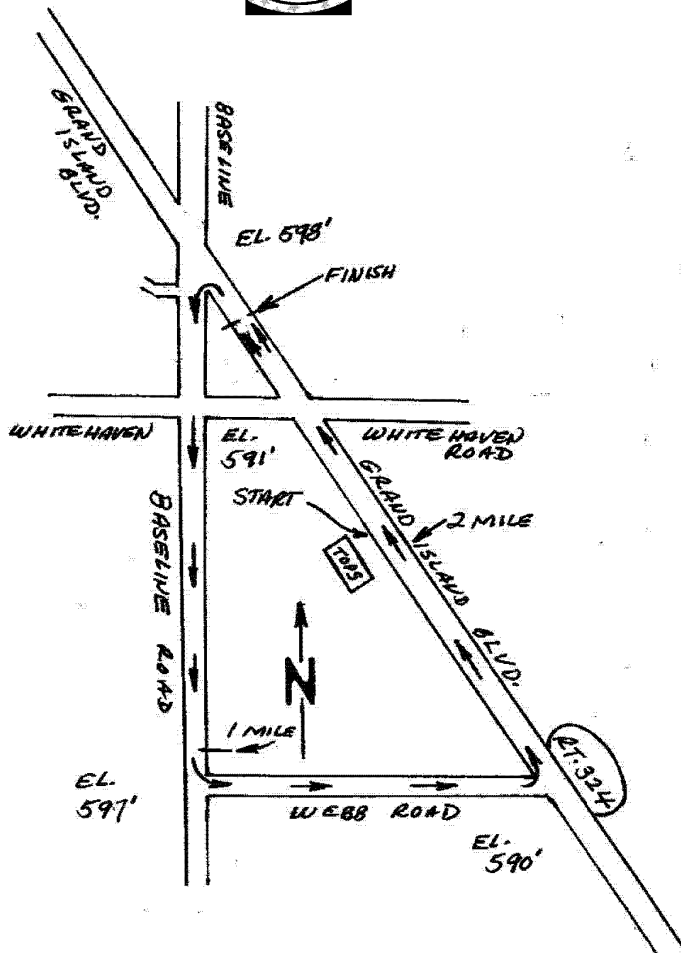 GRAND
ISLAND
BLVD.
BASELINE
EL. 598'
FINISH
WHITEHAVEN
EL.
591'
WHITEHAVEN
ROAD
START
GRAND ISLAND BLVD.
2 MILE
TOPS
BASELINE ROAD
N
1 MILE
RT. 324
EL.
597'
WEBB ROAD
EL.
590'